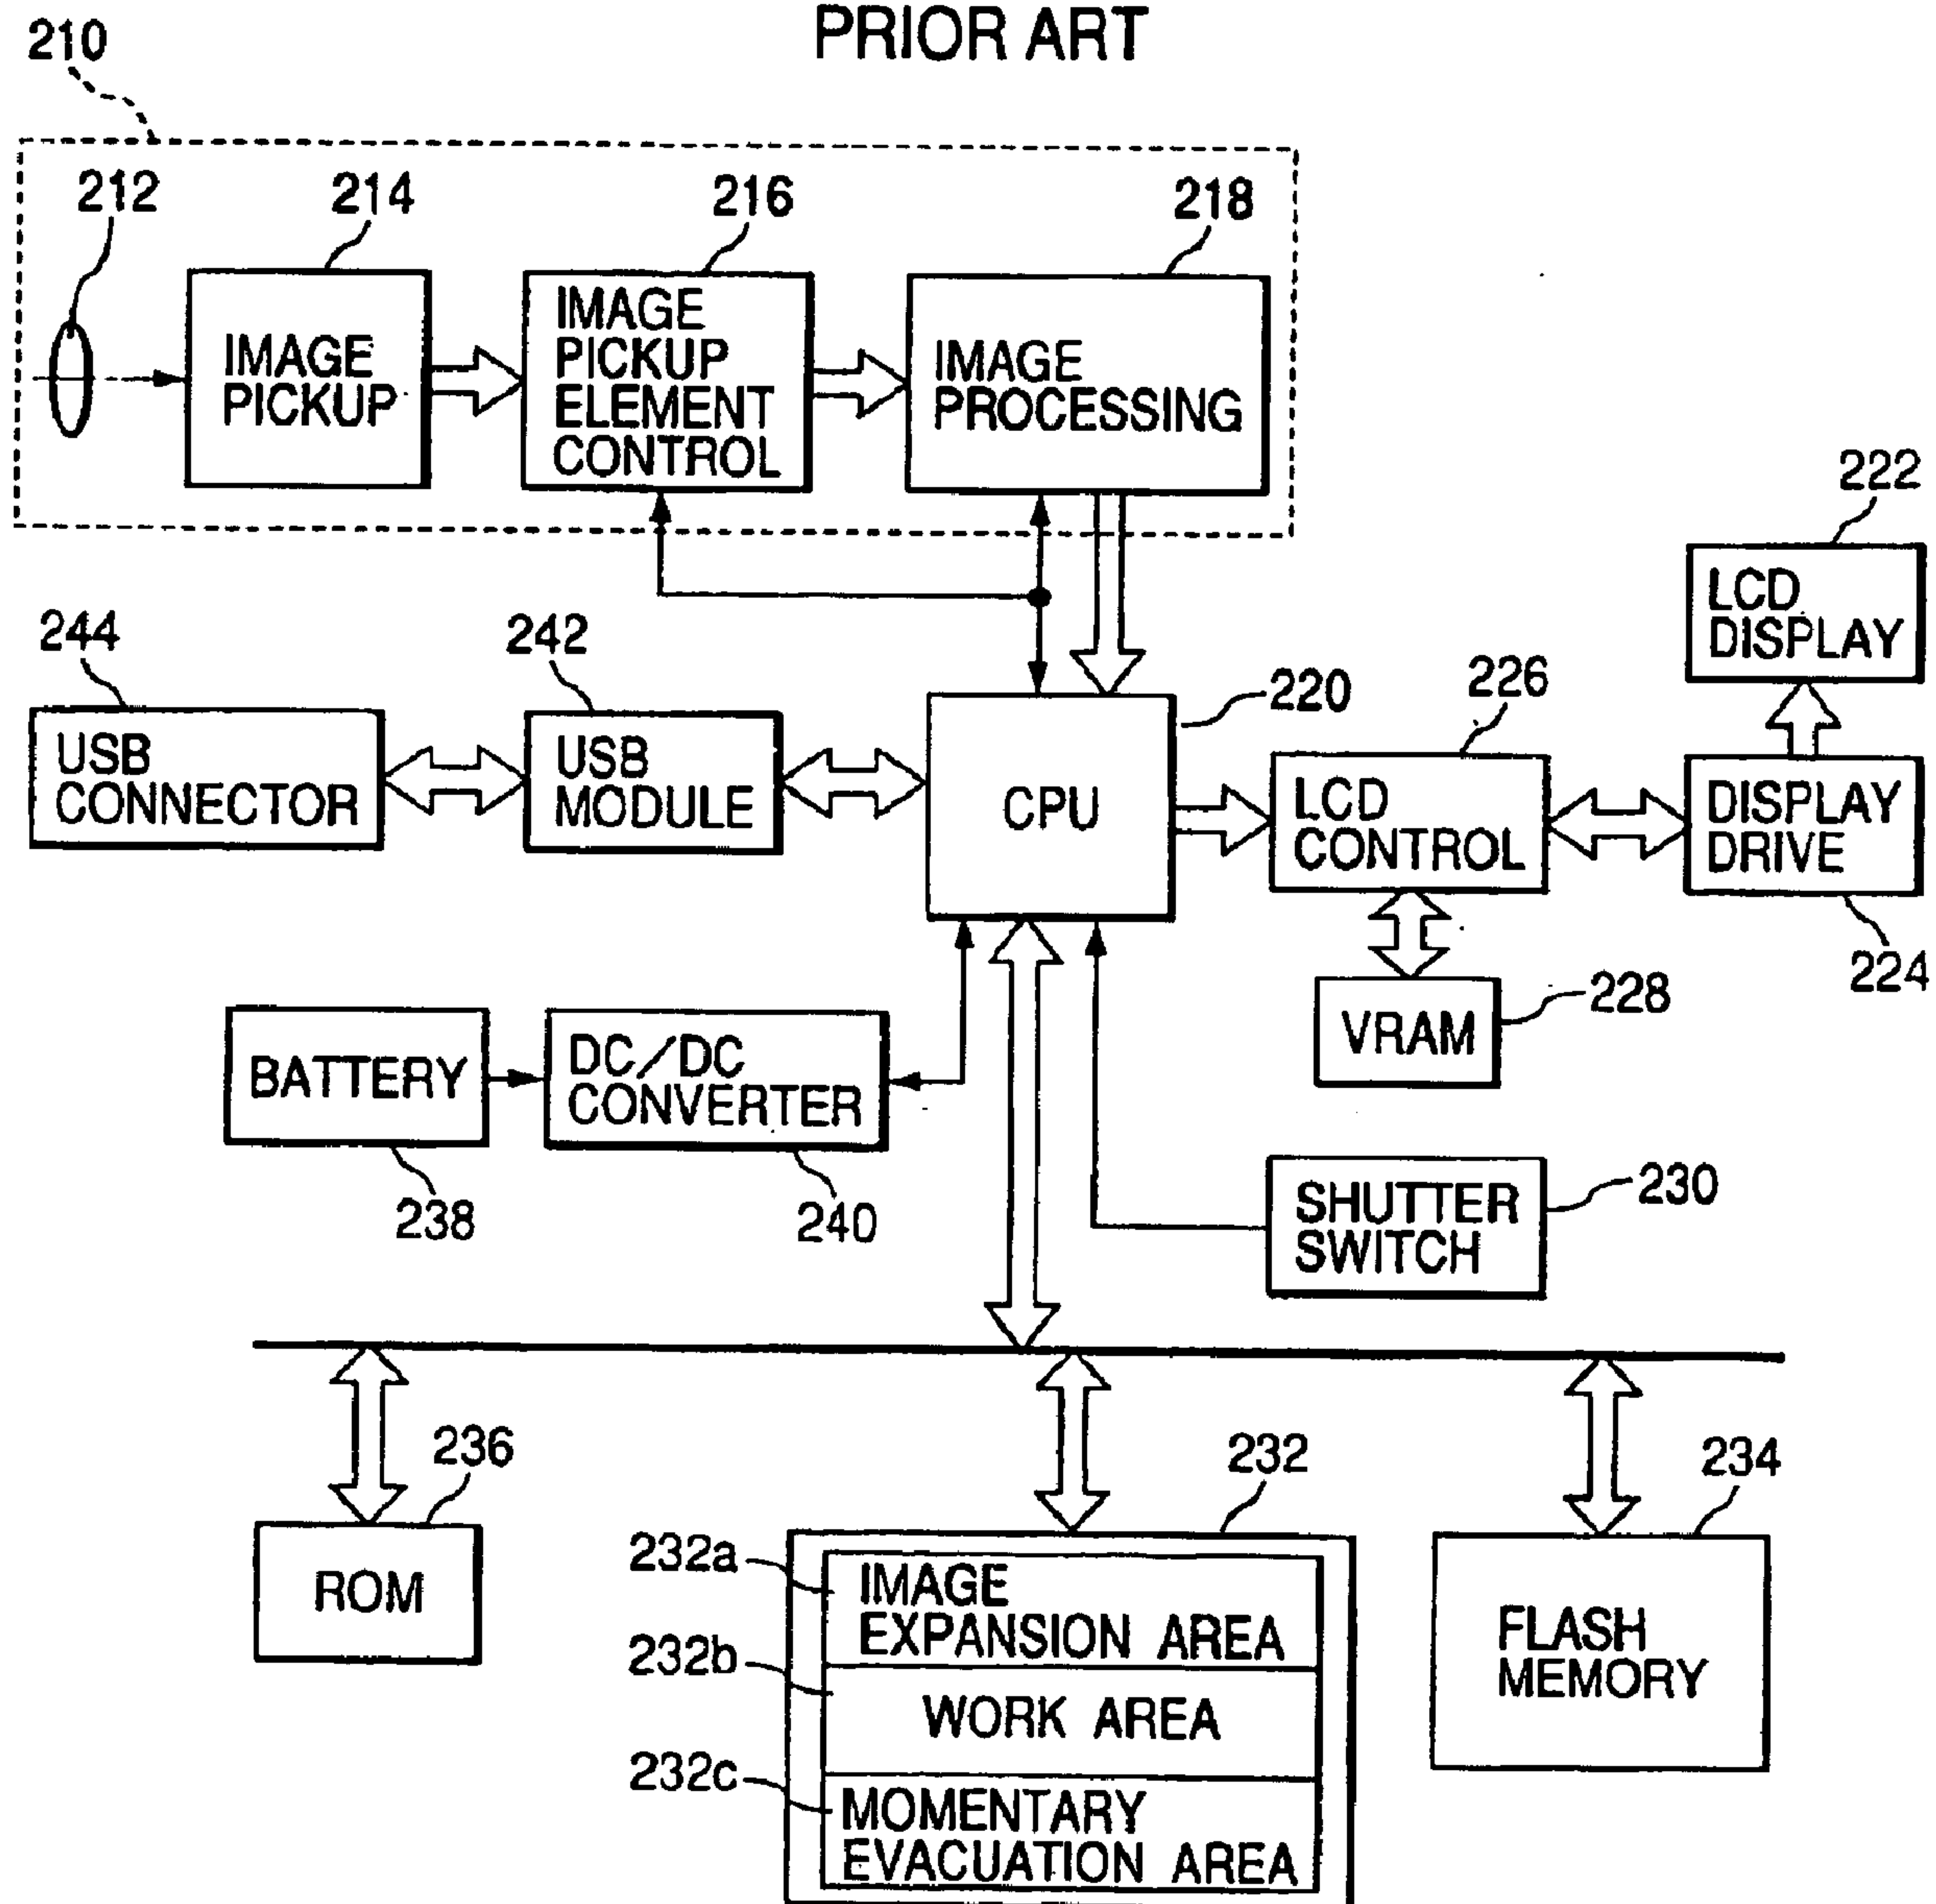 PRIOR ART
210
212
214
216
218
IMAGE
PICKUP
IMAGE
PICKUP
ELEMENT
CONTROL
IMAGE
PROCESSING
222
LCD
DISPLAY
244
242
220
226
USB
CONNECTOR
USB
MODULE
CPU
LCD
CONTROL
DISPLAY
DRIVE
224
228
VRAM
BATTERY
DC/DC
CONVERTER
238
240
230
SHUTTER
SWITCH
236
232
234
ROM
232a
IMAGE
EXPANSION AREA
232b
WORK AREA
232c
MOMENTARY
EVACUATION AREA
FLASH
MEMORY